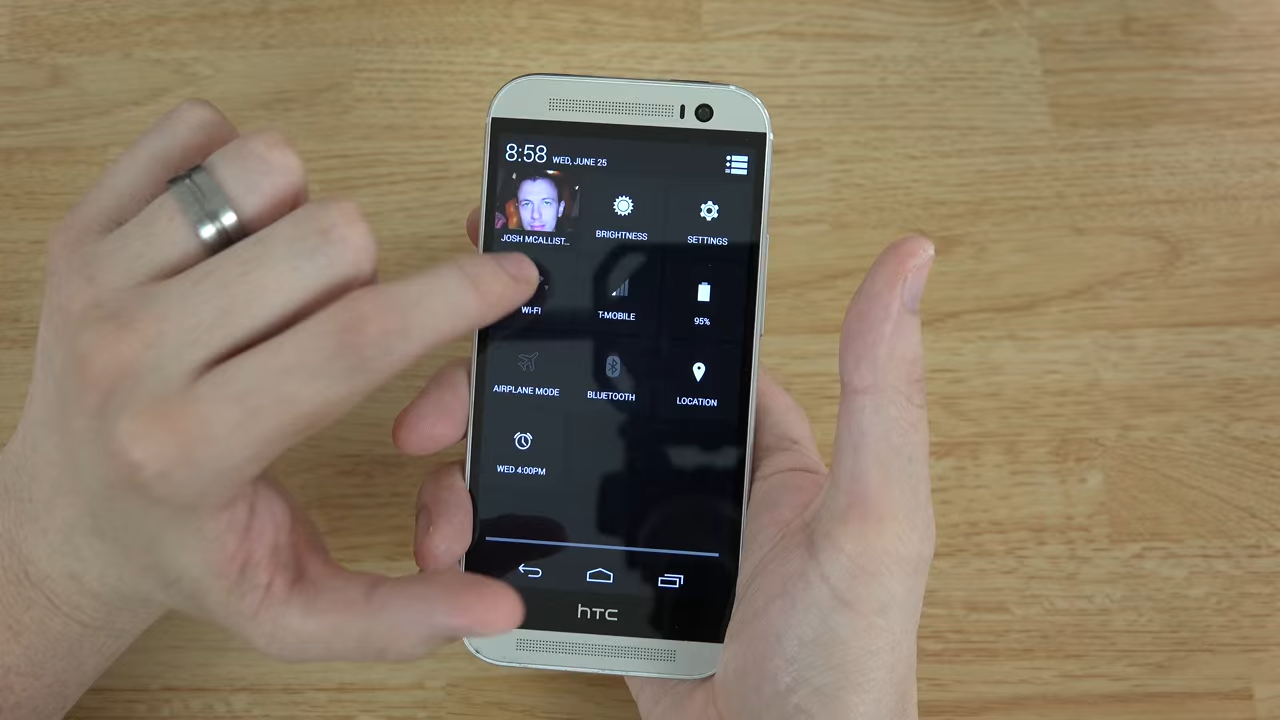 8:58 WED, JUNE 25
JOSH MCALLIST...
BRIGHTNESS
SETTINGS
WI-FI
T-MOBILE
95%
AIRPLANE MODE
BLUETOOTH
LOCATION
WED 4:00PM
hTC